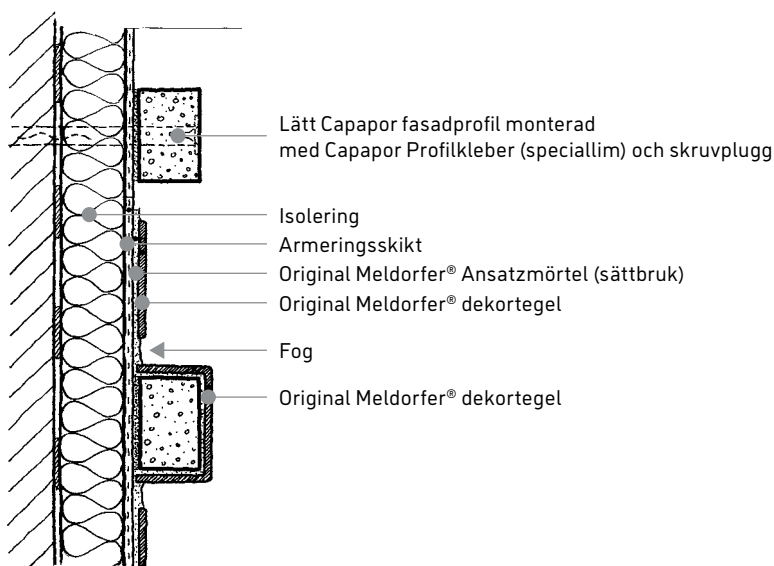 Lätt Capapor fasadprofil monterad
med Capapor Profilkleber (speciallim) och skruvplugg
Isolering
Armeringsskikt
Original Meldorfer® Ansatzmörtel (sättbruk)
Original Meldorfer® dekortegel
Fog
Original Meldorfer® dekortegel